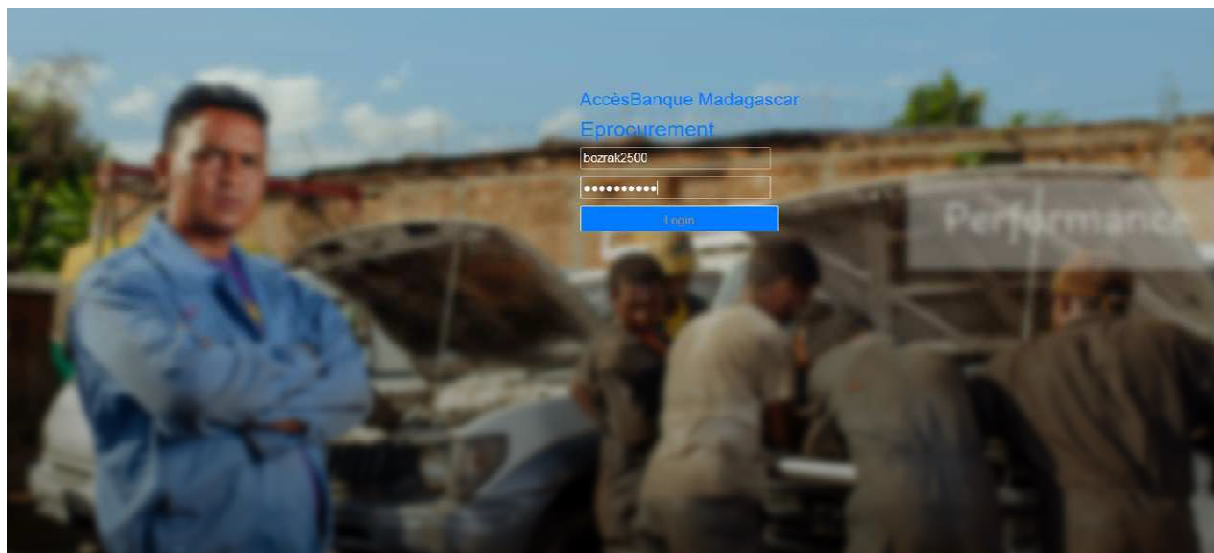 AccèsBanque Madagascar
Eprocurement
bozrak2500
••••••••••
Login
Performance